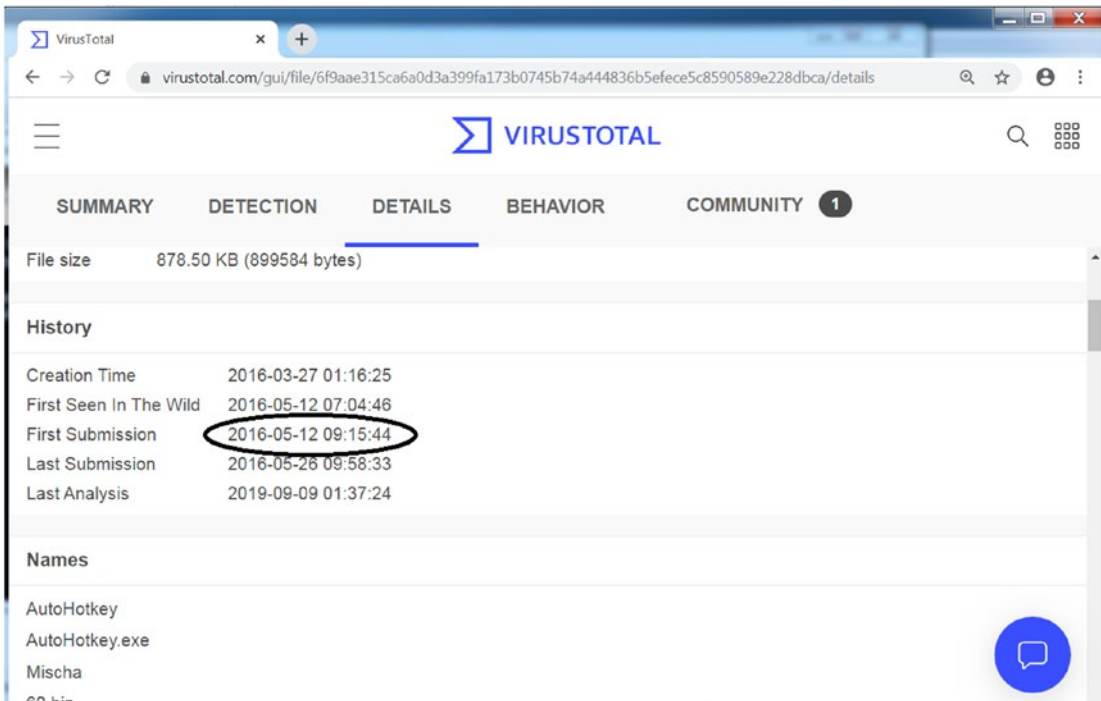 VirusTotal
virustotal.com/gui/file/6f9aae315ca6a0d3a399fa173b0745b74a444836b5efece5c8590589e228dbca/details
VIRUSTOTAL
SUMMARY DETECTION DETAILS BEHAVIOR COMMUNITY 1
File size 878.50 KB (899584 bytes)
History
Creation Time 2016-03-27 01:16:25
First Seen In The Wild 2016-05-12 07:04:46
First Submission 2016-05-12 09:15:44
Last Submission 2016-05-26 09:58:33
Last Analysis 2019-09-09 01:37:24
Names
AutoHotkey
AutoHotkey.exe
Mischa